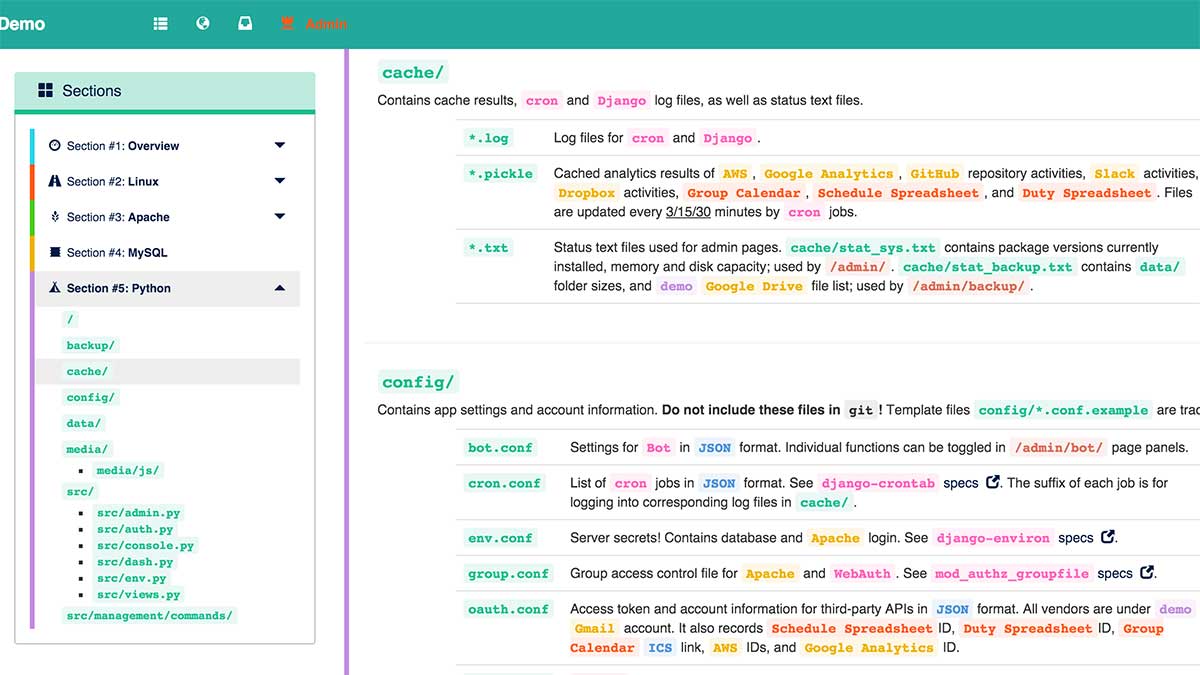 Demo Admin
Sections
Section #1: Overview
Section #2: Linux
Section #3: Apache
Section #4: MySQL
Section #5: Python
/
backup/
cache/
config/
data/
media/
media/js/
src/
src/admin.py
src/auth.py
src/console.py
src/dash.py
src/env.py
src/views.py
src/management/commands/
cache/
Contains cache results, cron and Django log files, as well as status text files.
*.log Log files for cron and Django .
*.pickle Cached analytics results of AWS , Google Analytics , GitHub repository activities, Slack activities,
Dropbox activities, Group Calendar , Schedule Spreadsheet , and Duty Spreadsheet . Files
are updated every 3/15/30 minutes by cron jobs.
*.txt Status text files used for admin pages. cache/stat_sys.txt contains package versions currently
installed, memory and disk capacity; used by /admin/ . cache/stat_backup.txt contains data/
folder sizes, and demo Google Drive file list; used by /admin/backup/ .
config/
Contains app settings and account information. Do not include these files in git ! Template files config/*.conf.example are
bot.conf Settings for Bot in JSON format. Individual functions can be toggled in /admin/bot/ page panels.
cron.conf List of cron jobs in JSON format. See django-crontab specs . The suffix of each job is for
logging into corresponding log files in cache/ .
env.conf Server secrets! Contains database and Apache login. See django-environ specs .
group.conf Group access control file for Apache and WebAuth . See mod_authz_groupfile specs .
oauth.conf Access token and account information for third-party APIs in JSON format. All vendors are under demo
Gmail account. It also records Schedule Spreadsheet ID, Duty Spreadsheet ID, Group
Calendar ICS link, AWS IDs, and Google Analytics ID.